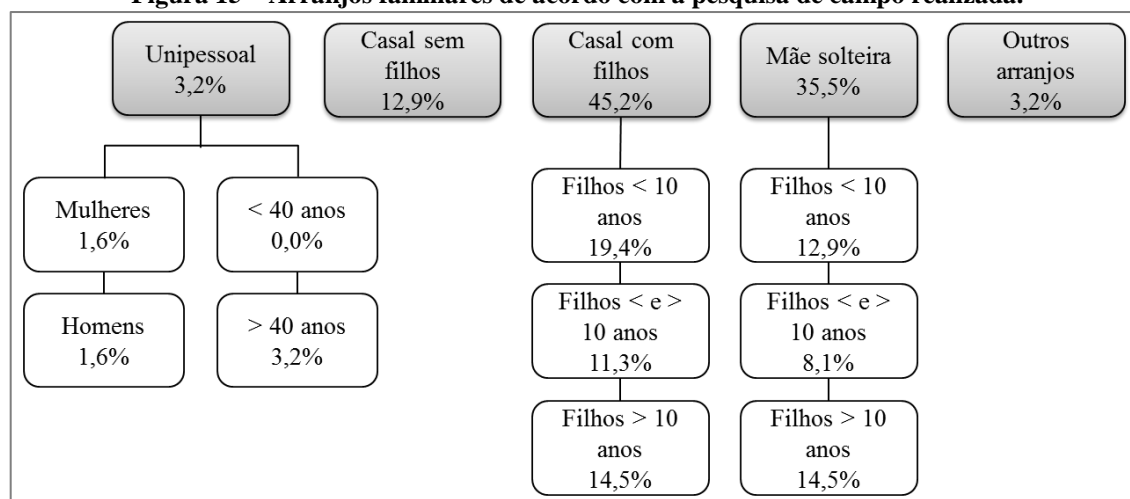 Figura 15 – Arranjos familiares de acordo com a pesquisa de campo realizada.
Unipessoal
3,2%
Casal sem
filhos
12,9%
Casal com
filhos
45,2%
Mãe solteira
35,5%
Outros
arranjos
3,2%
Mulheres
1,6%
< 40 anos
0,0%
Filhos < 10
anos
19,4%
Filhos < 10
anos
12,9%
Homens
1,6%
> 40 anos
3,2%
Filhos < e >
10 anos
11,3%
Filhos < e >
10 anos
8,1%
Filhos > 10
anos
14,5%
Filhos > 10
anos
14,5%